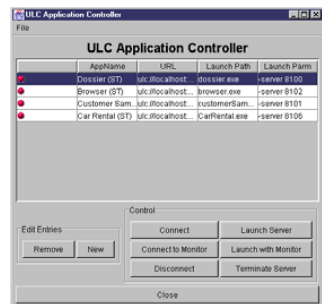 ULC Application Controller
File
ULC Application Controller
AppName URL Launch Path Launch Parm
Dossier (ST) ulc://localhost... dossier.exe -server 8100
Browser (ST) ulc://localhost... browser.exe -server 8102
Customer Sam... ulc://localhost... customerSam... -server 8101
Car Rental (ST) ulc://localhost... CarRental.exe -server 8106
Control
Edit Entries
Connect Launch Server
Remove New Connect to Monitor Launch with Monitor
Disconnect Terminate Server
Close